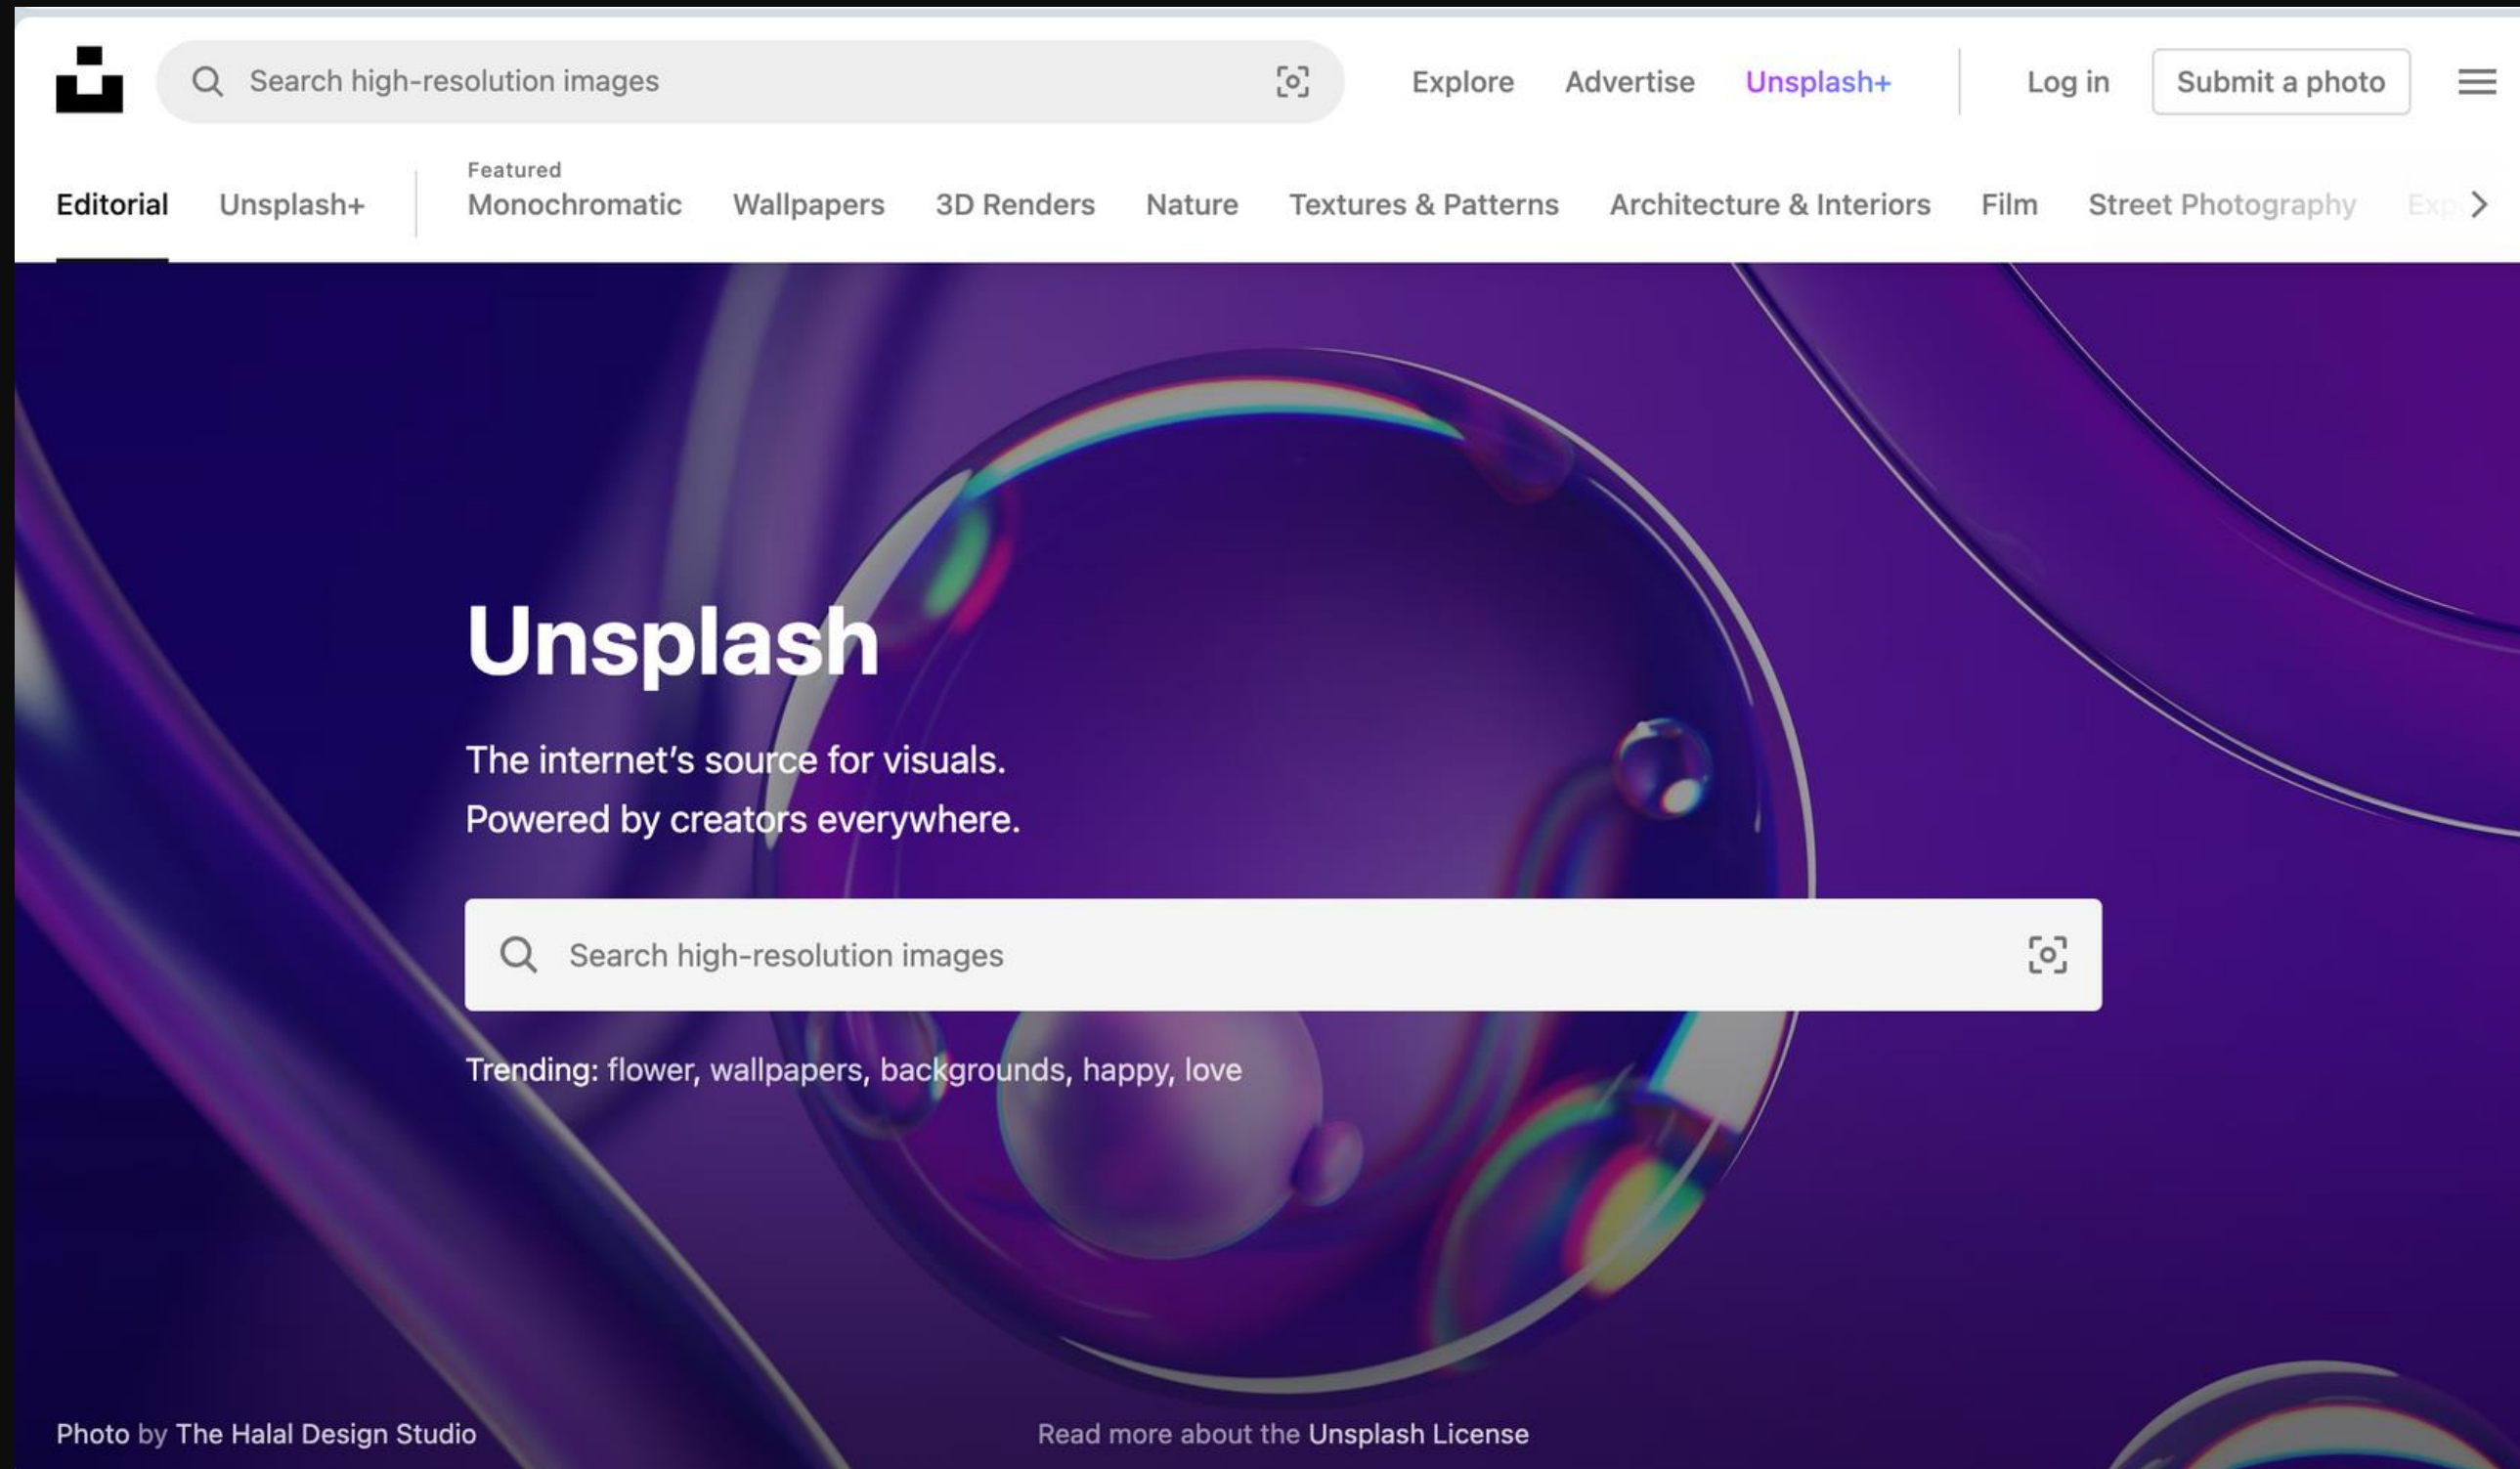 Search high-resolution images
Explore
Advertise
Unsplash+
Log in
Submit a photo
Editorial
Unsplash+
Featured
Monochromatic
Wallpapers
3D Renders
Nature
Textures & Patterns
Architecture & Interiors
Film
Street Photography
Unsplash
The internet’s source for visuals.
Powered by creators everywhere.
Search high-resolution images
Trending: flower, wallpapers, backgrounds, happy, love
Photo by The Halal Design Studio
Read more about the Unsplash License